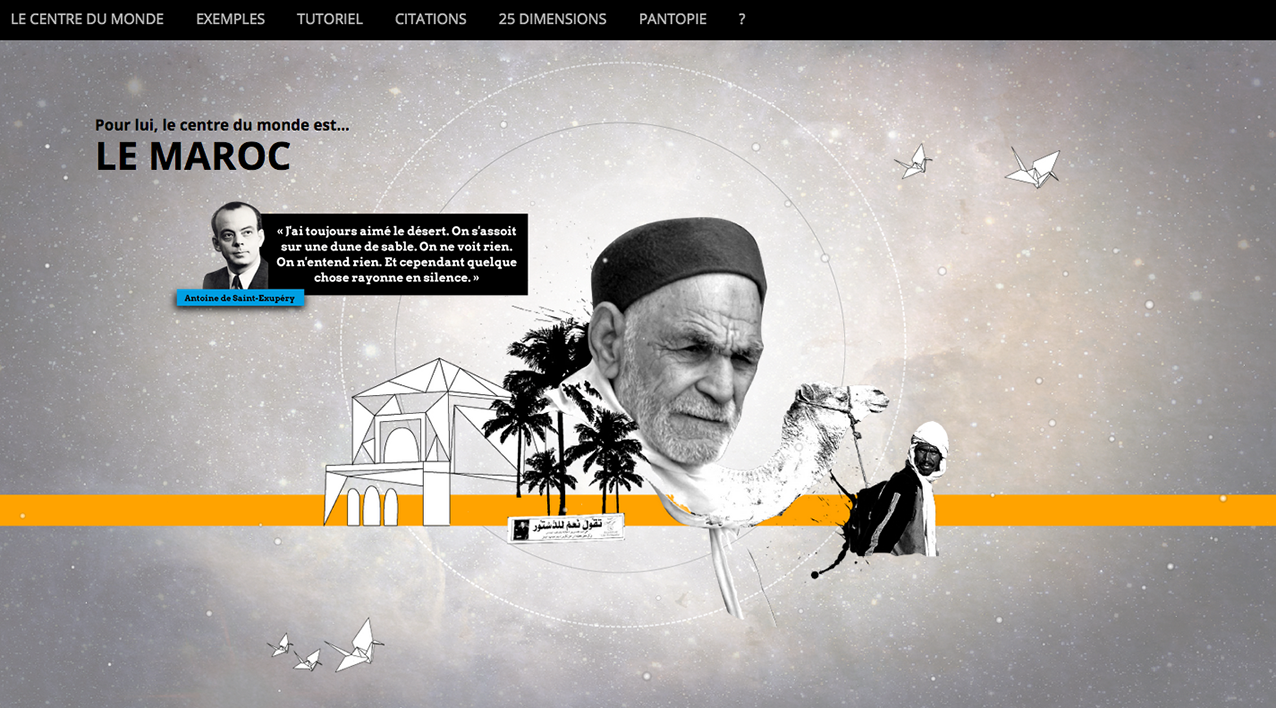 LE CENTRE DU MONDE EXEMPLES TUTORIEL CITATIONS 25 DIMENSIONS PANTOPIE ?
Pour lui, le centre du monde est...
LE MAROC
« J'ai toujours aimé le désert. On s'assoit
sur une dune de sable. On ne voit rien.
On n'entend rien. Et cependant quelque
chose rayonne en silence. »
Antoine de Saint-Exupéry
نقول نعم للدستور